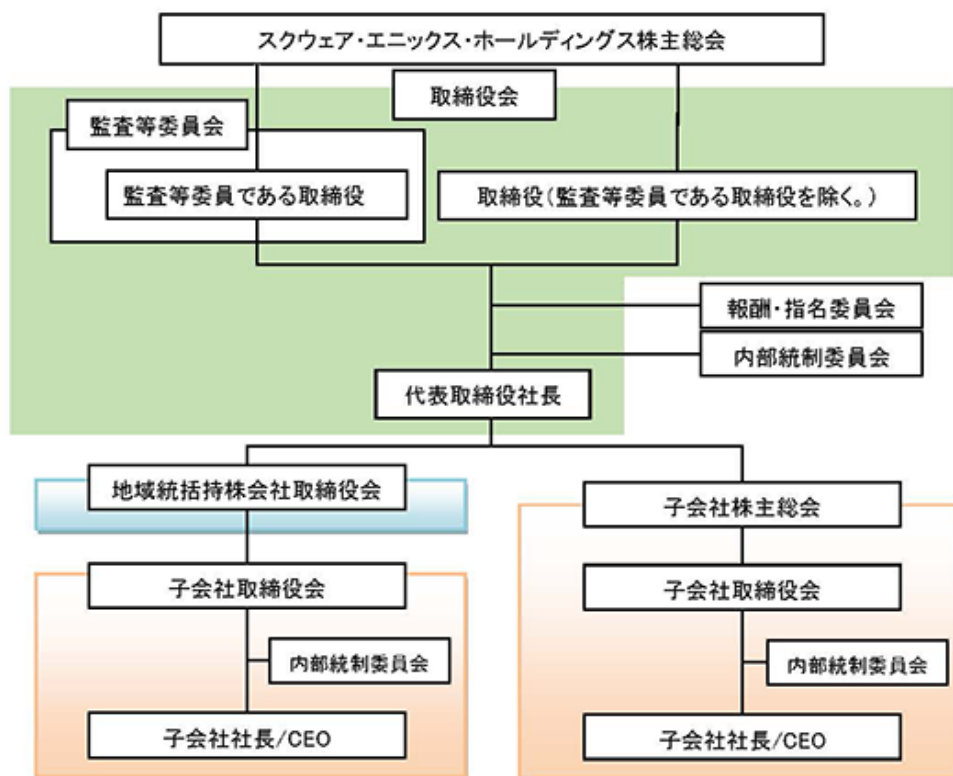 スクウェア・エニックス・ホールディングス株主総会
取締役会
監査等委員会
監査等委員である取締役
取締役(監査等委員である取締役を除く。)
報酬・指名委員会
内部統制委員会
代表取締役社長
地域統括持株会社取締役会
子会社取締役会
内部統制委員会
子会社社長/CEO
子会社株主総会
子会社取締役会
内部統制委員会
子会社社長/CEO